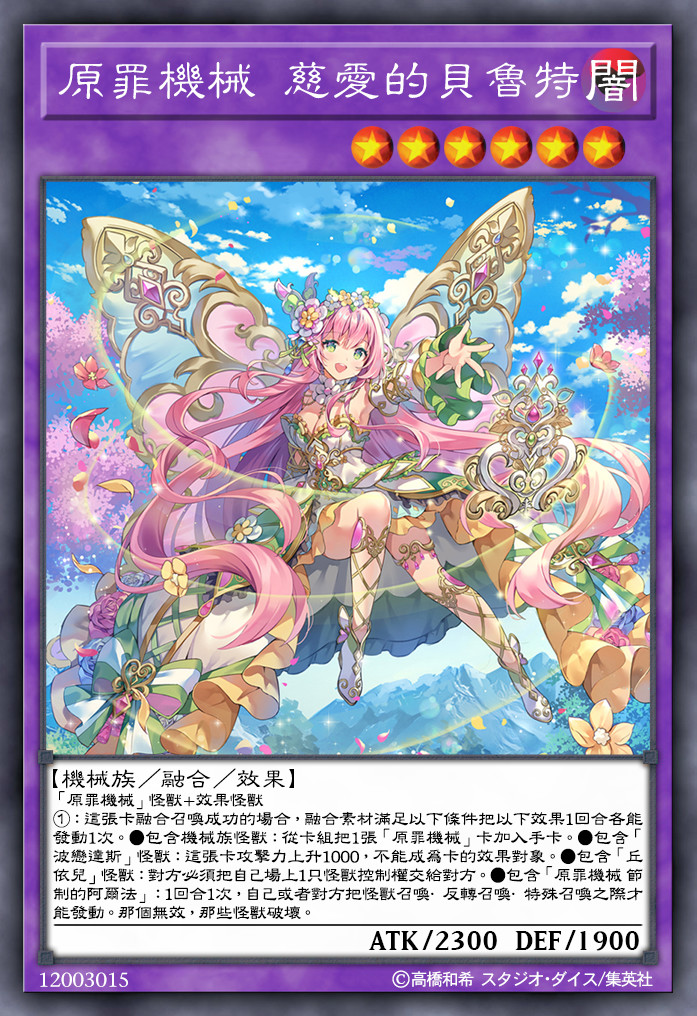 原罪機械 慈愛的貝魯特
闇
【機械族／融合／效果】
「原罪機械」怪獸+效果怪獸
①：這張卡融合召喚成功的場合，融合素材滿足以下條件把以下效果1回合各能
發動1次。●包含機械族怪獸：從卡組把1張「原罪機械」卡加入手卡。●包含「
波戀達斯」怪獸：這張卡攻擊力上升1000，不能成為卡的效果對象。●包含「丘
依兒」怪獸：對方必須把自己場上1只怪獸控制權交給對方。●包含「原罪機械 節
制的阿爾法」：1回合1次，自己或者對方把怪獸召喚· 反轉召喚· 特殊召喚之際才
能發動。那個無效，那些怪獸破壞。
ATK/2300 DEF/1900
12003015
©高橋和希 スタジオ・ダイス/集英社